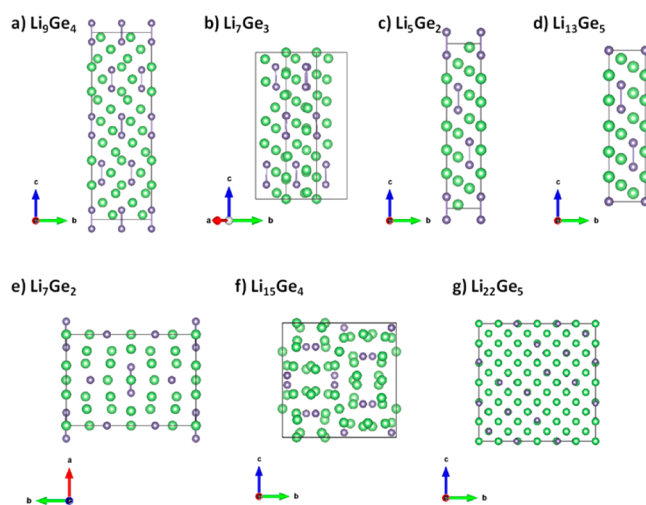 a) Li₉Ge₄
b) Li₇Ge₃
c) Li₅Ge₂
d) Li₁₃Ge₅
c
b
c
a
b
c
b
c
b
e) Li₇Ge₂
f) Li₁₅Ge₄
g) Li₂₂Ge₅
a
b
c
b
c
b